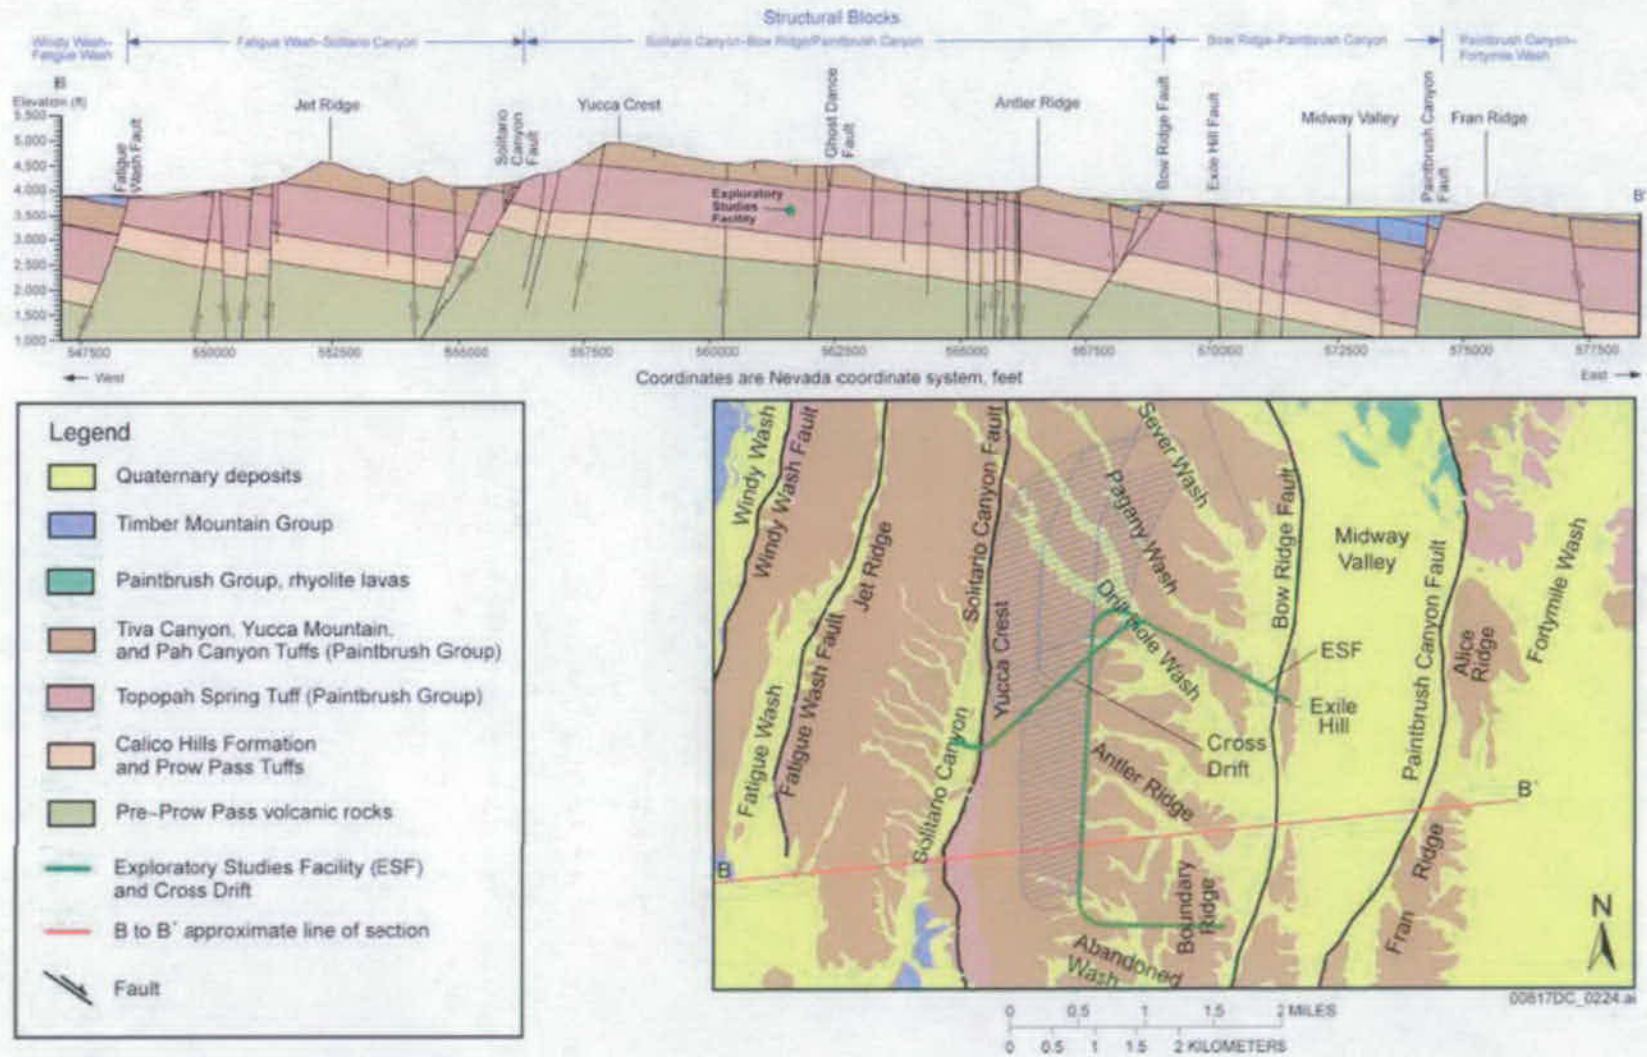 Structural Blocks
Windy Wash–
Fatigue Wash
Fatigue Wash–Solitario Canyon
Solitario Canyon–Bow Ridge/Paintbrush Canyon
Bow Ridge–Paintbrush Canyon
Paintbrush Canyon–
Fortymile Wash
B
B'
Elevation (ft)
Fatigue
Wash Fault
Jet Ridge
Solitario
Canyon
Fault
Yucca Crest
Ghost Dance
Fault
Antler Ridge
Bow Ridge Fault
Exile Hill Fault
Midway Valley
Paintbrush Canyon
Fault
Fran Ridge
5,500
5,000
4,500
4,000
3,500
3,000
2,500
2,000
1,500
1,000
Exploratory
Studies
Facility
547500
550000
552500
555000
557500
560000
562500
565000
567500
570000
572500
575000
577500
West
Coordinates are Nevada coordinate system, feet
East
Legend
Quaternary deposits
Timber Mountain Group
Paintbrush Group, rhyolite lavas
Tiva Canyon, Yucca Mountain,
and Pah Canyon Tuffs (Paintbrush Group)
Topopah Spring Tuff (Paintbrush Group)
Calico Hills Formation
and Prow Pass Tuffs
Pre–Prow Pass volcanic rocks
Exploratory Studies Facility (ESF)
and Cross Drift
B to B' approximate line of section
Fault
Windy Wash
Windy Wash Fault
Jet Ridge
Fatigue Wash
Fatigue Wash Fault
Solitario Canyon Fault
Solitario Canyon
Yucca Crest
Sever Wash
Pagany Wash
Drill Hole Wash
Bow Ridge Fault
Midway
Valley
ESF
Exile
Hill
Cross
Drift
Antler Ridge
Boundary
Ridge
Abandoned
Wash
Paintbrush Canyon Fault
Alice
Ridge
Fortymile Wash
Fran
Ridge
B
B'
N
00817DC_0224.ai
0 0.5 1 1.5 2 MILES
0 0.5 1 1.5 2 KILOMETERS